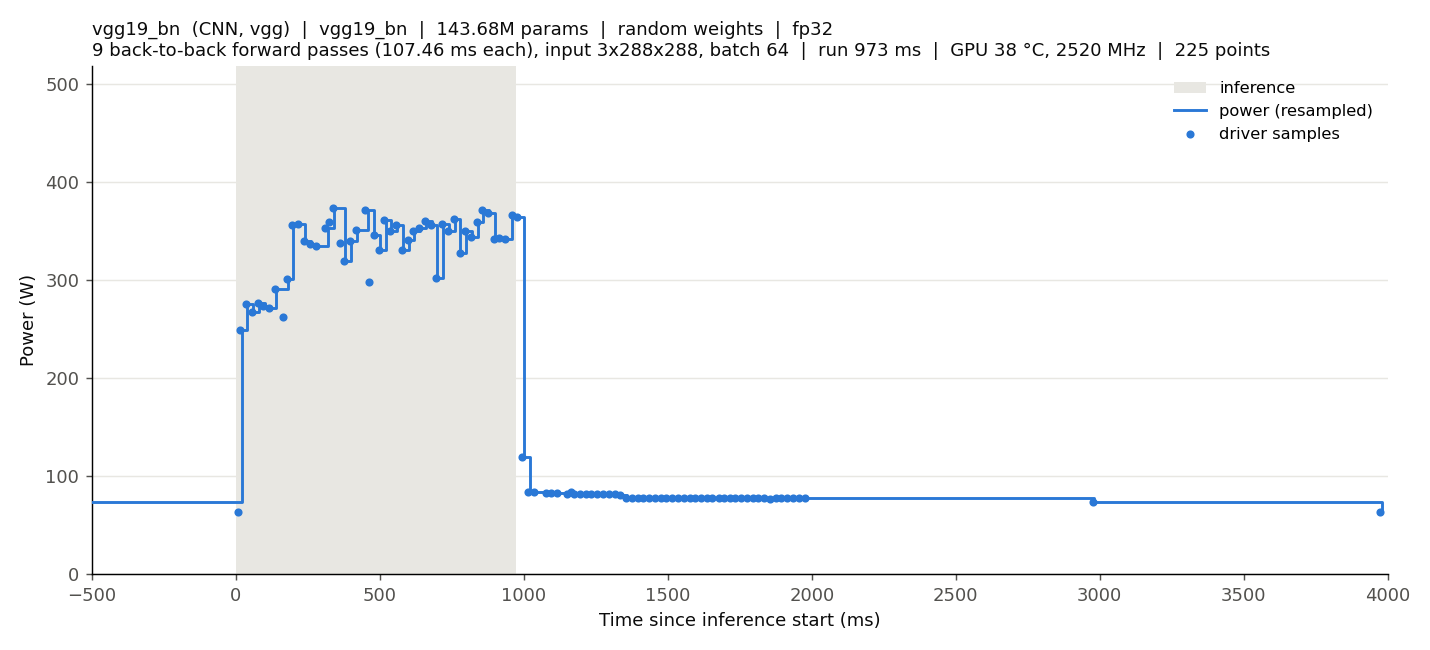 vgg19_bn  (CNN, vgg)  |  vgg19_bn  |  143.68M params  |  random weights  |  fp32
9 back-to-back forward passes (107.46 ms each), input 3x288x288, batch 64  |  run 973 ms  |  GPU 38 °C, 2520 MHz  |  225 points
inference
power (resampled)
driver samples
Power (W)
500
400
300
200
100
0
−500
0
500
1000
1500
2000
2500
3000
3500
4000
Time since inference start (ms)